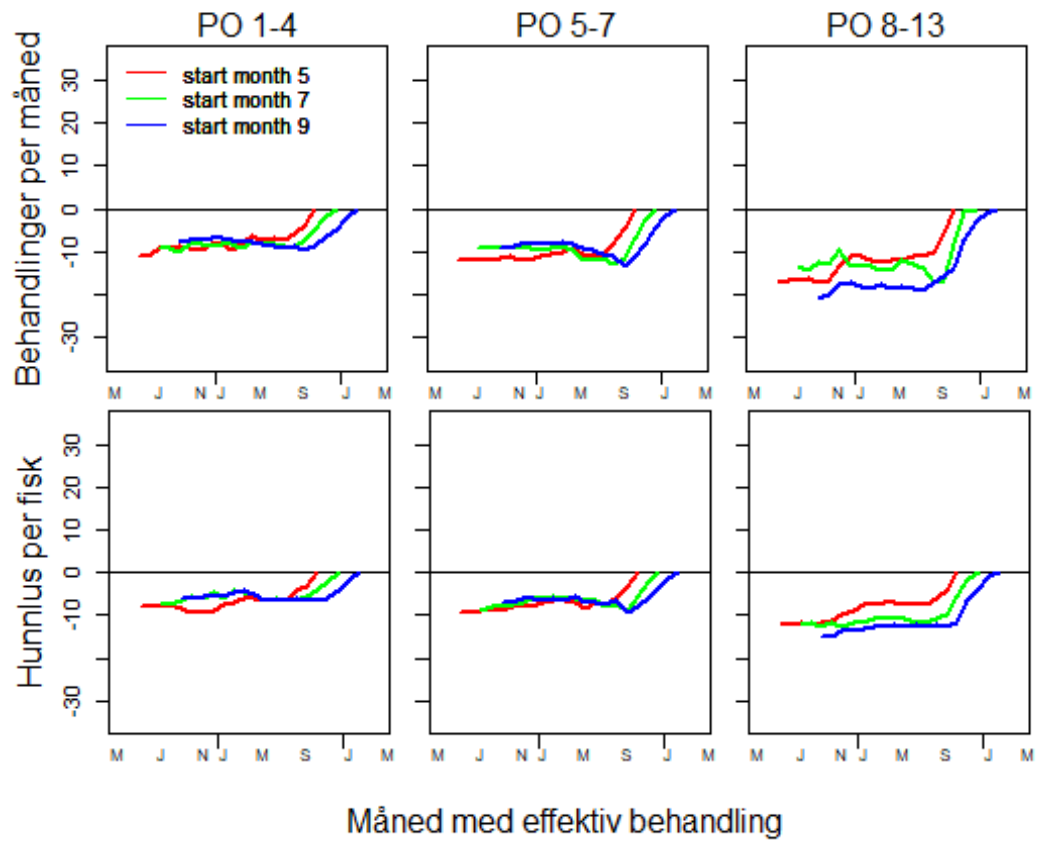 PO 1-4 PO 5-7 PO 8-13
Behandlinger per måned
30
20
10
0
-10
-30
start month 5
start month 7
start month 9
M J N J M S J M
M J N J M S J M
M J N J M S J M
Hunnlus per fisk
30
20
10
0
-10
-30
M J N J M S J M
M J N J M S J M
M J N J M S J M
Måned med effektiv behandling